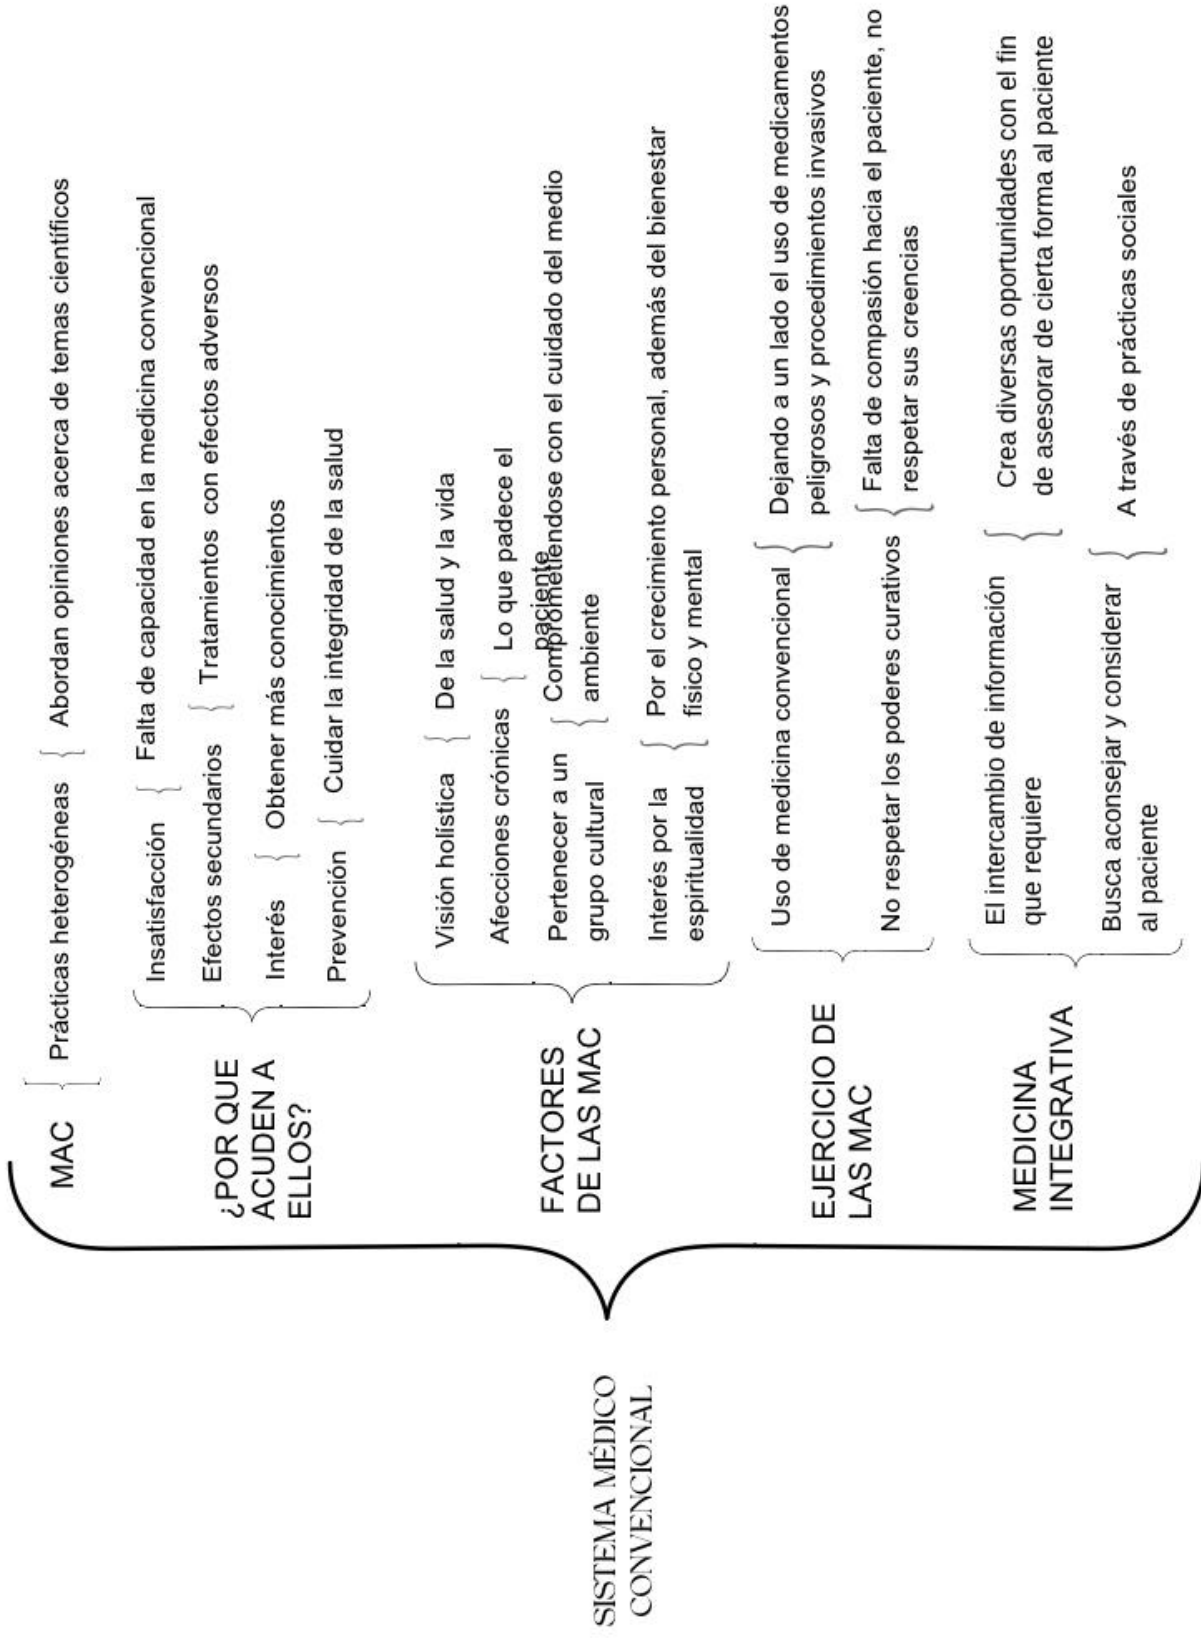 SISTEMA MÉDICO
CONVENCIONAL
MAC
Prácticas heterogéneas
Abordan opiniones acerca de temas científicos
¿POR QUE
ACUDEN A
ELLOS?
Insatisfacción
Falta de capacidad en la medicina convencional
Efectos secundarios
Tratamientos con efectos adversos
Interés
Obtener más conocimientos
Prevención
Cuidar la integridad de la salud
FACTORES
DE LAS MAC
Visión holística
De la salud y la vida
Afecciones crónicas
Lo que padece el
paciente
Pertenecer a un
grupo cultural
Comprometiéndose con el cuidado del medio
ambiente
Interés por la
espiritualidad
Por el crecimiento personal, además del bienestar
físico y mental
EJERCICIO DE
LAS MAC
Uso de medicina convencional
Dejando a un lado el uso de medicamentos
peligrosos y procedimientos invasivos
No respetar los poderes curativos
Falta de compasión hacia el paciente, no
respetar sus creencias
MEDICINA
INTEGRATIVA
El intercambio de información
que requiere
Crea diversas oportunidades con el fin
de asesorar de cierta forma al paciente
Busca aconsejar y considerar
al paciente
A través de prácticas sociales